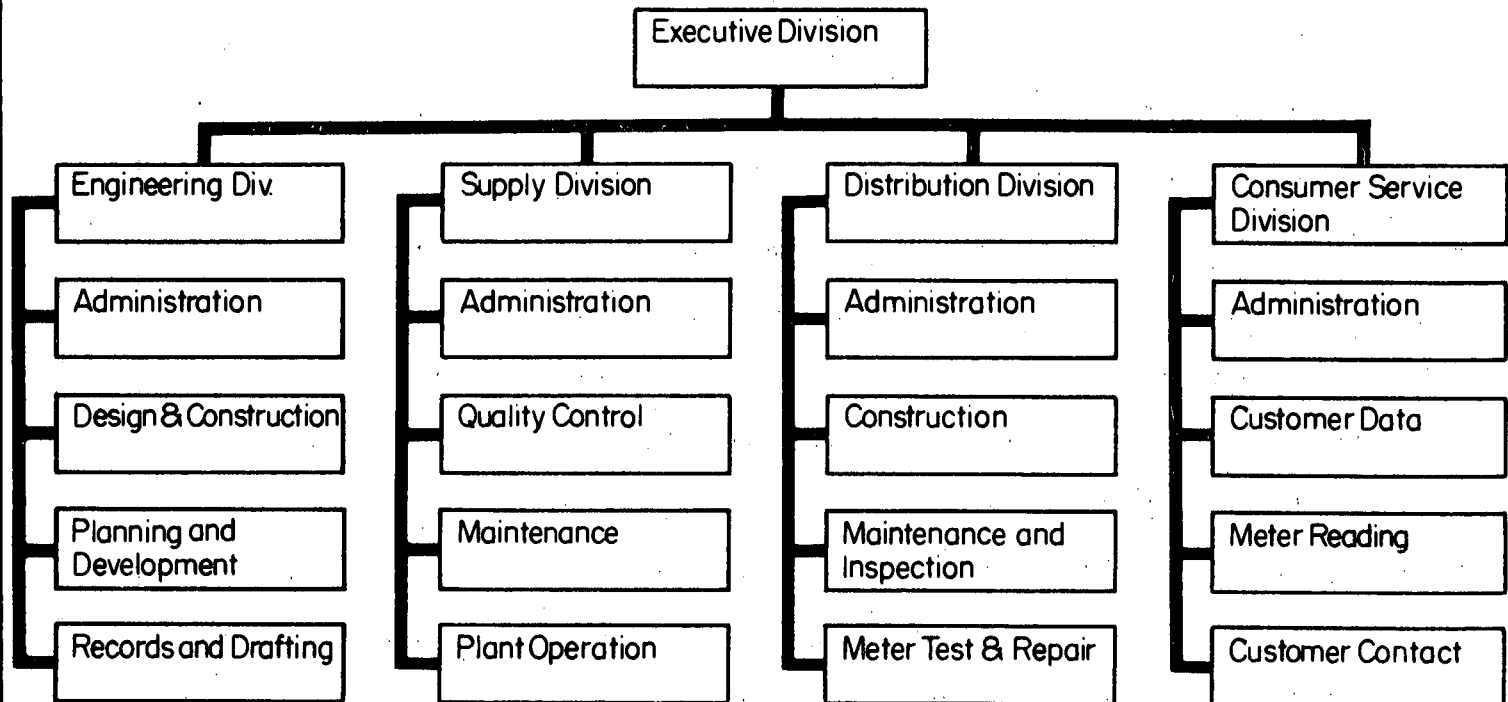 Executive Division
Engineering Div.
Administration
Design & Construction
Planning and
Development
Records and Drafting
Supply Division
Administration
Quality Control
Maintenance
Plant Operation
Distribution Division
Administration
Construction
Maintenance and
Inspection
Meter Test & Repair
Consumer Service
Division
Administration
Customer Data
Meter Reading
Customer Contact